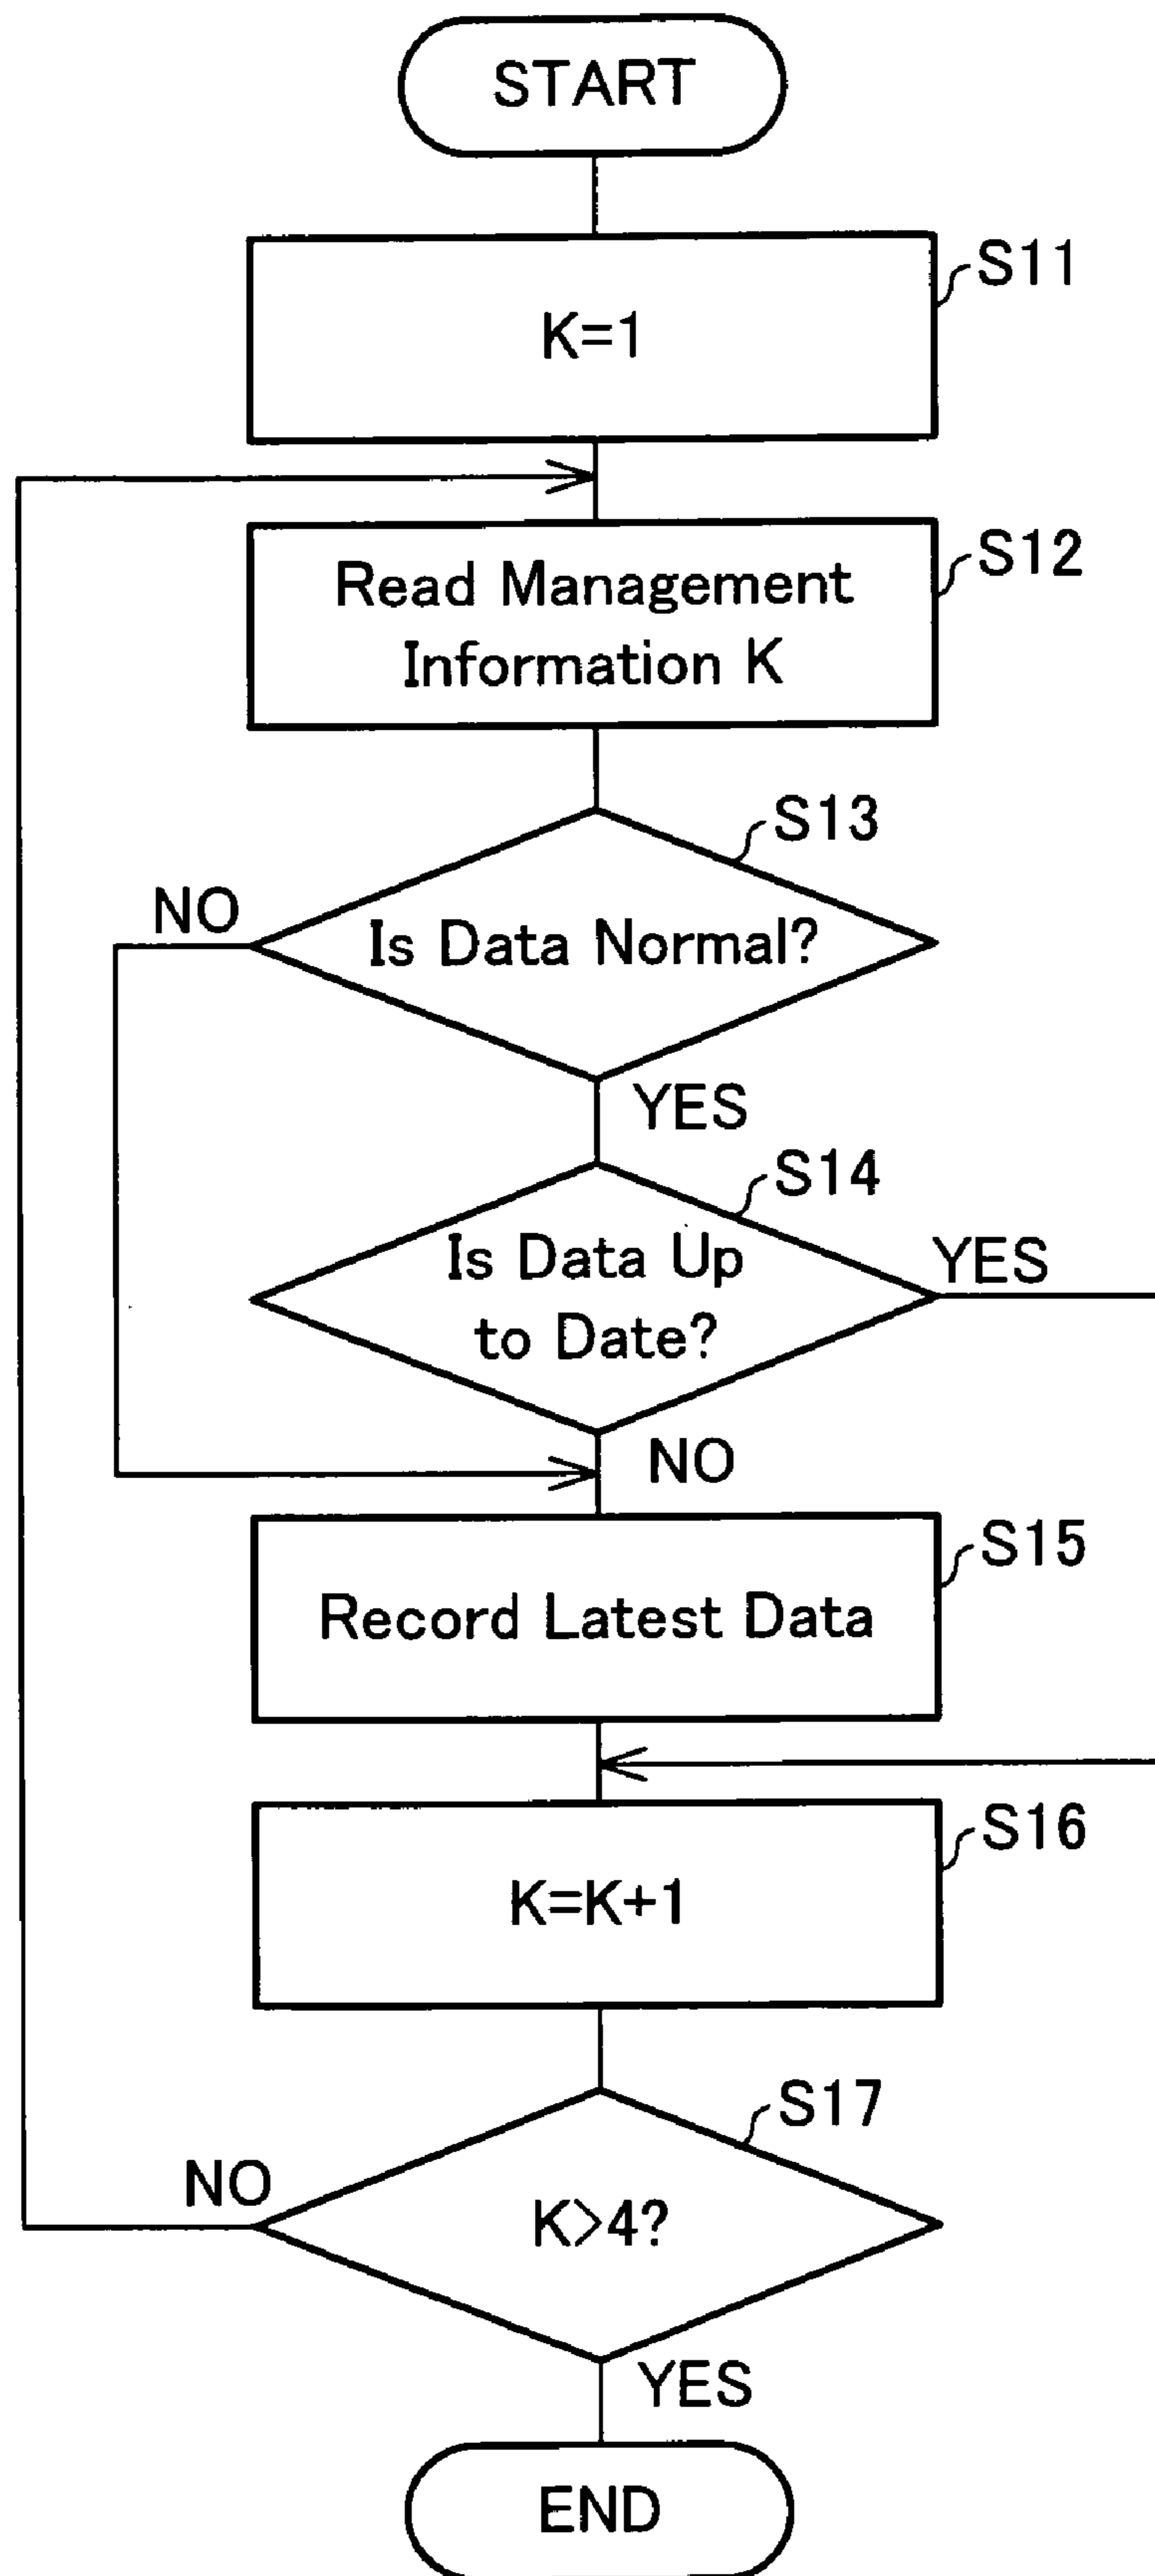 START
S11
K=1
S12
Read Management
Information K
S13
NO
Is Data Normal?
YES
S14
Is Data Up
to Date?
YES
NO
S15
Record Latest Data
S16
K=K+1
S17
NO
K>4?
YES
END